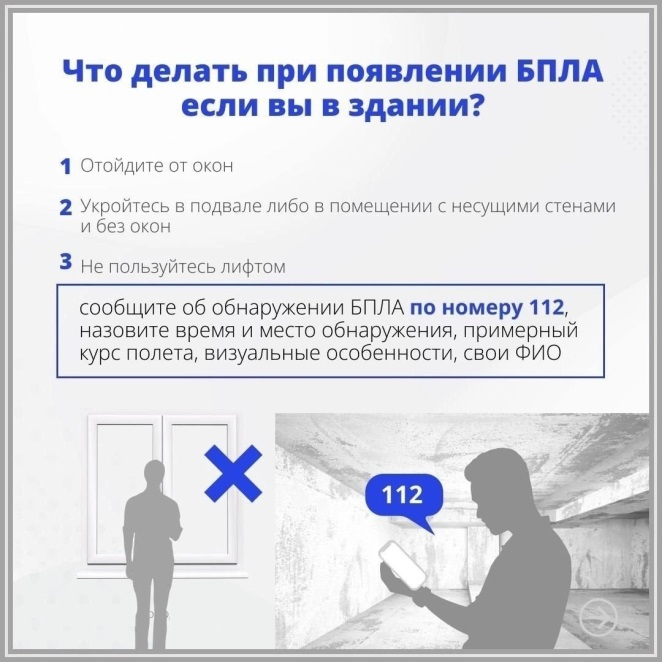 Что делать при появлении БПЛА
если вы в здании?
1 Отойдите от окон
2 Укройтесь в подвале либо в помещении с несущими стенами
и без окон
3 Не пользуйтесь лифтом
сообщите об обнаружении БПЛА по номеру 112,
назовите время и место обнаружения, примерный
курс полета, визуальные особенности, свои ФИО
112